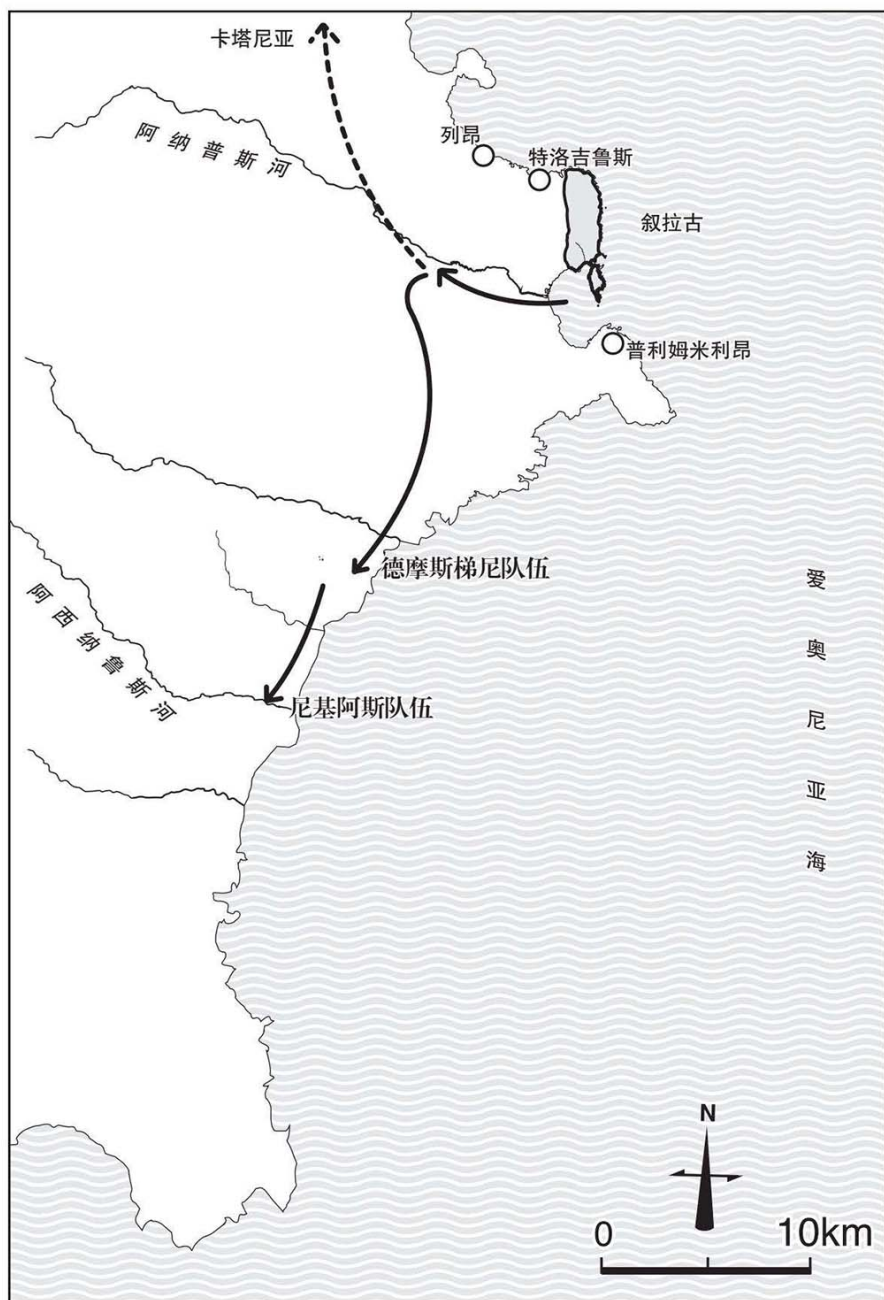 卡塔尼亚
阿纳普斯河
列昂
特洛吉鲁斯
叙拉古
普利姆米利昂
德摩斯梯尼队伍
阿西纳鲁斯河
尼基阿斯队伍
爱奥尼亚海
N
0 10km